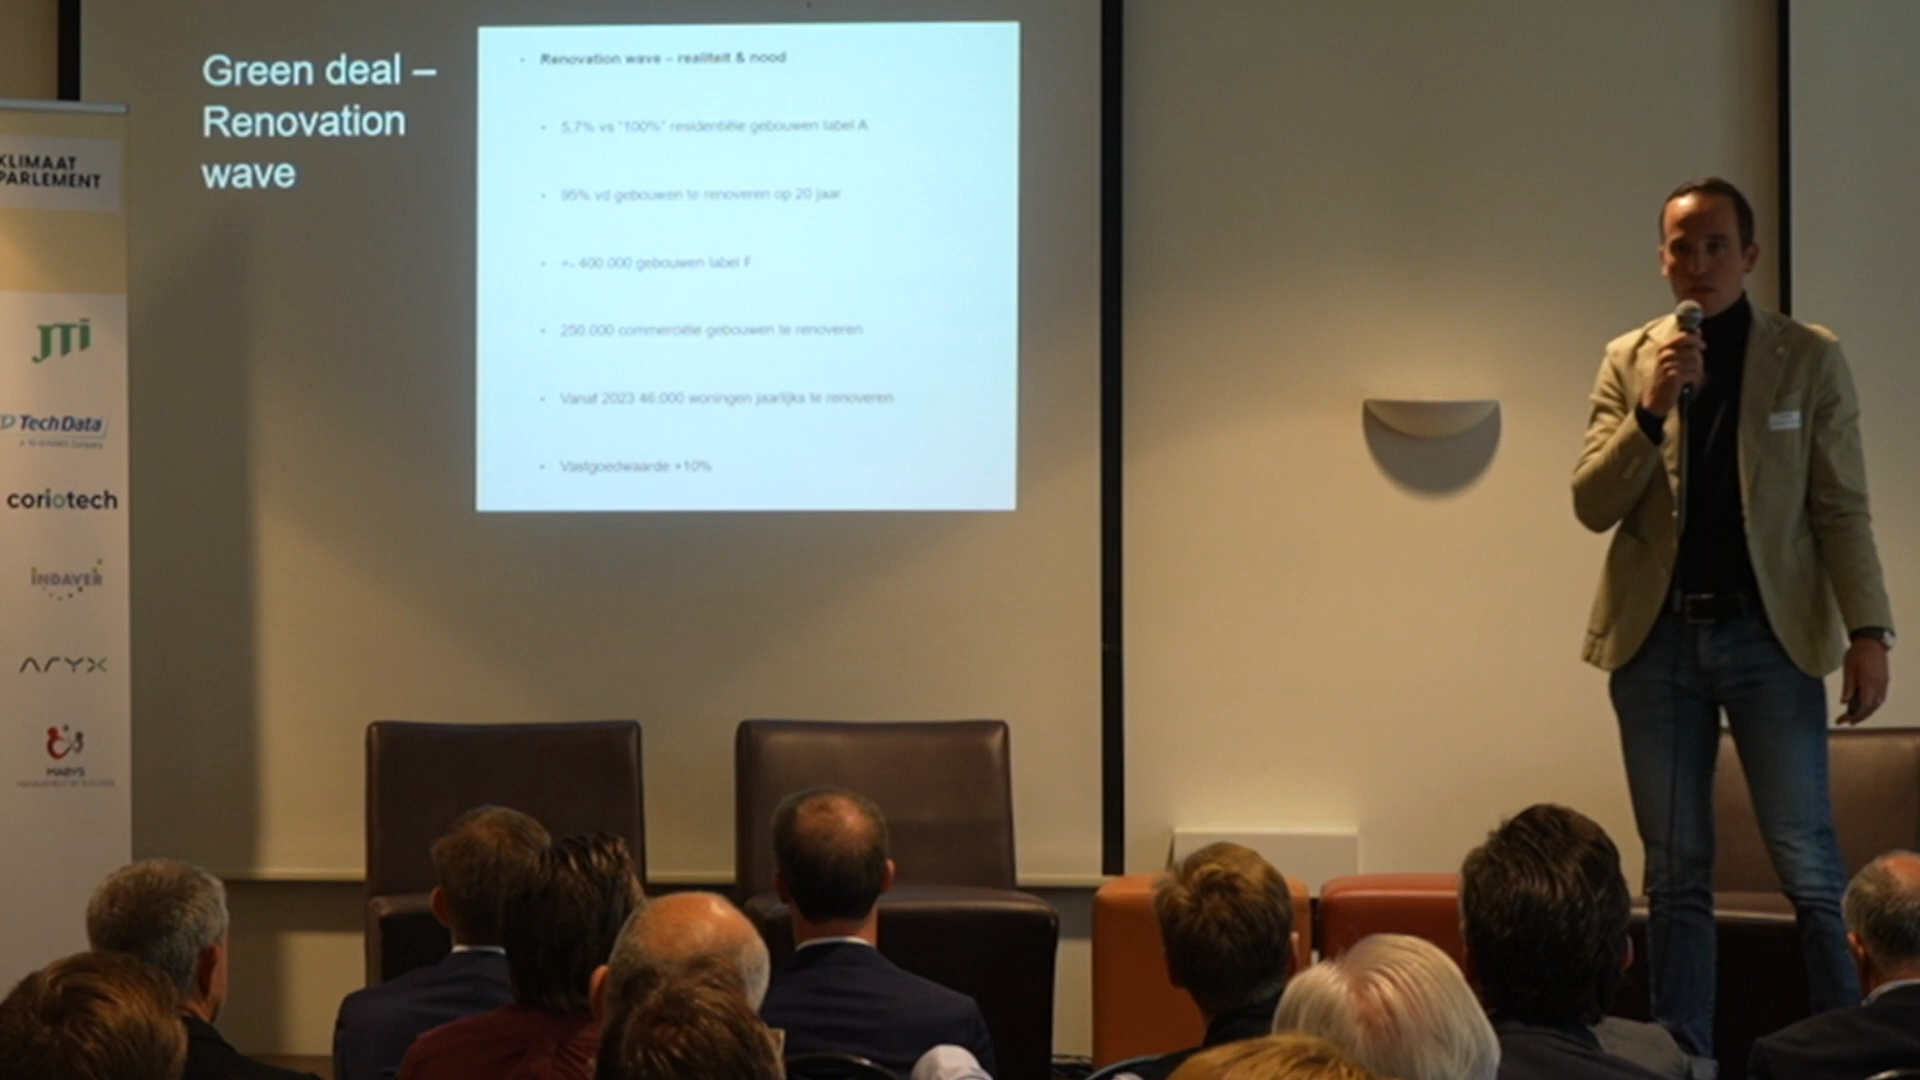 Green deal –
Renovation
wave
Renovation wave – realiteit & nood
5,7% vs "100%" residentiële gebouwen label A
95% vd gebouwen te renoveren op 20 jaar
+- 400.000 gebouwen label F
250.000 commerciële gebouwen te renoveren
Vanaf 2023 46.000 woningen jaarlijks te renoveren
Vastgoedwaarde +10%
KLIMAAT
PARLEMENT
JTI
Tech Data
coriotech
INDAVER
ARYX
MABYS